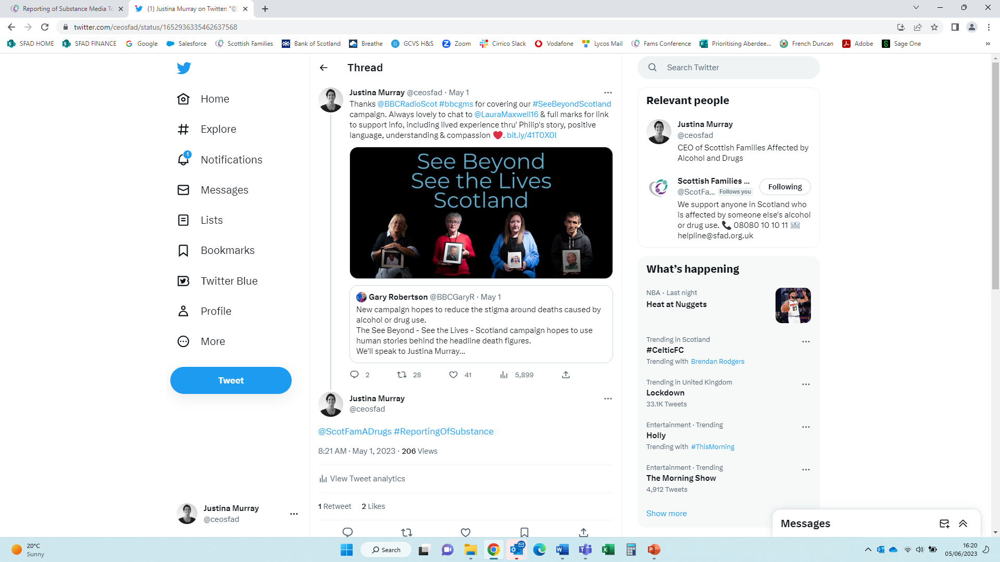 Reporting of Substance Media To
(1) Justina Murray on Twitter: "@
twitter.com/ceosfad/status/1652936335462637568
SFAD HOME
SFAD FINANCE
Google
Salesforce
Scottish Families
Bank of Scotland
Breathe
GCVS H&S
Zoom
Cirrico Slack
Vodafone
Lycos Mail
Fams Conference
Prioritising Aberdee...
French Duncan
Adobe
Sage One
Home
Explore
1
Notifications
Messages
Lists
Bookmarks
Twitter Blue
Profile
More
Tweet
Justina Murray
@ceosfad
Thread
Justina Murray @ceosfad · May 1
Thanks @BBCRadioScot #bbcgms for covering our #SeeBeyondScotland
campaign. Always lovely to chat to @LauraMaxwell16 & full marks for link
to support info, including lived experience thru' Philip's story, positive
language, understanding & compassion ❤️. bit.ly/41T0X0I
See Beyond
See the Lives
Scotland
Gary Robertson @BBCGaryR · May 1
New campaign hopes to reduce the stigma around deaths caused by
alcohol or drug use.
The See Beyond - See the Lives - Scotland campaign hopes to use
human stories behind the headline death figures.
We'll speak to Justina Murray...
2 28 41 5,899
Justina Murray
@ceosfad
@ScotFamADrugs #ReportingOfSubstance
8:21 AM · May 1, 2023 · 206 Views
View Tweet analytics
1 Retweet 2 Likes
Search Twitter
Relevant people
Justina Murray
@ceosfad
CEO of Scottish Families Affected by
Alcohol and Drugs
Scottish Families ...
@ScotFa... Follows you
Following
We support anyone in Scotland who
is affected by someone else's alcohol
or drug use. 📞 08080 10 10 11 📧
helpline@sfad.org.uk
What's happening
NBA · Last night
Heat at Nuggets
Trending in Scotland
#CelticFC
Trending with Brendan Rodgers
Trending in United Kingdom
Lockdown
33.1K Tweets
Entertainment · Trending
Holly
Trending with #ThisMorning
Entertainment · Trending
The Morning Show
4,912 Tweets
Show more
Messages
20°C
Sunny
Search
16:20
05/06/2023